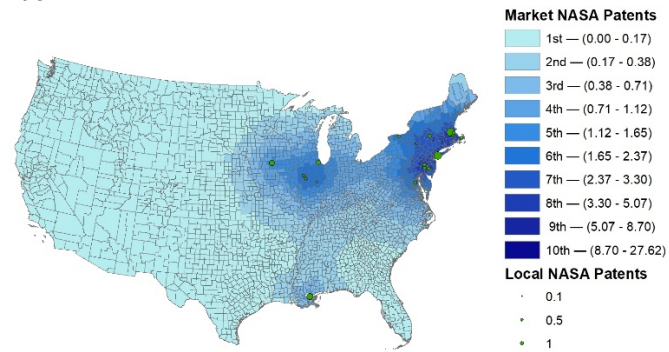 Market NASA Patents
1st — (0.00 - 0.17)
2nd — (0.17 - 0.38)
3rd — (0.38 - 0.71)
4th — (0.71 - 1.12)
5th — (1.12 - 1.65)
6th — (1.65 - 2.37)
7th — (2.37 - 3.30)
8th — (3.30 - 5.07)
9th — (5.07 - 8.70)
10th — (8.70 - 27.62)
Local NASA Patents
0.1
0.5
1